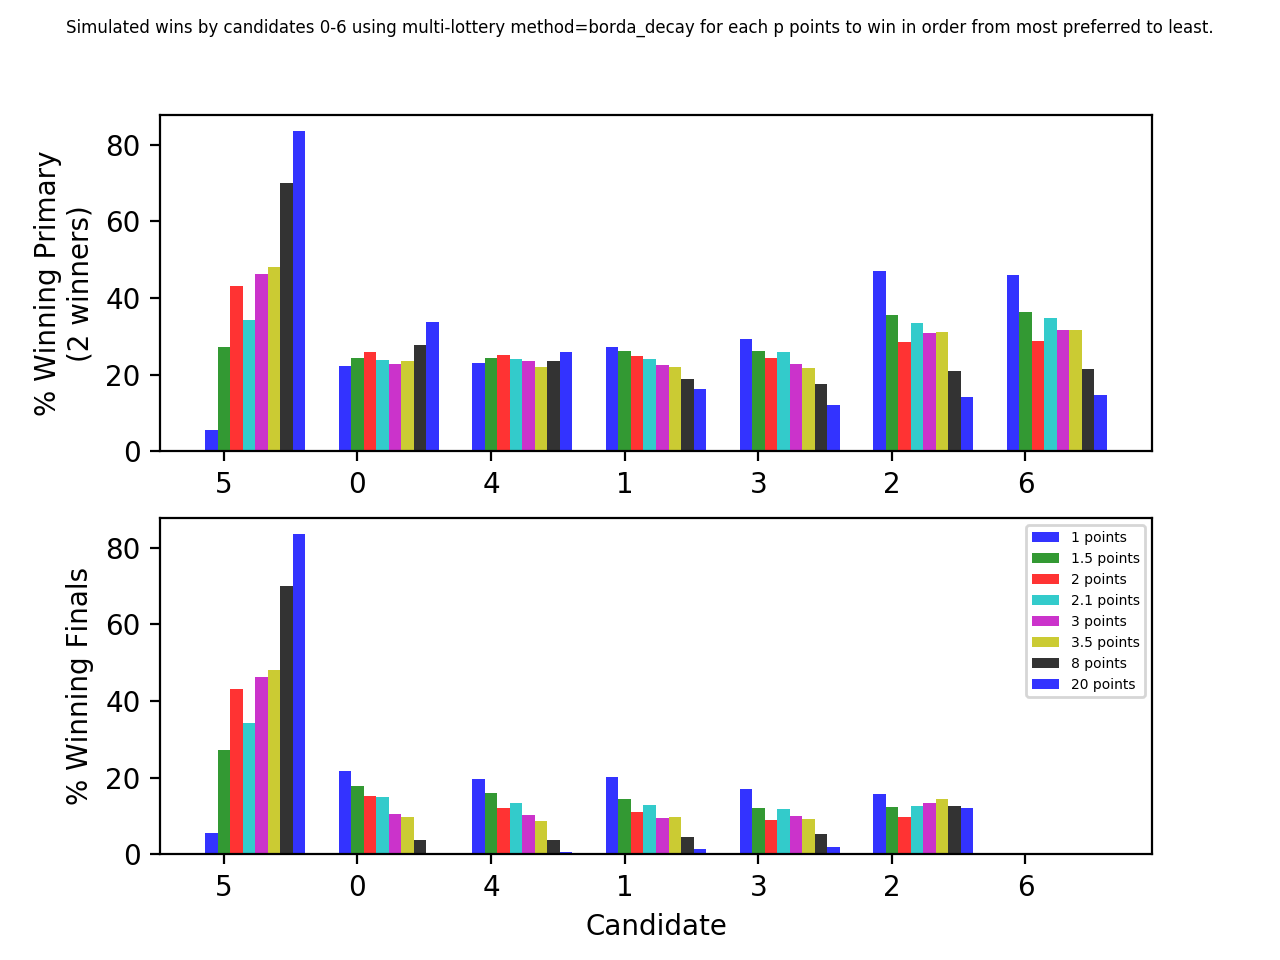 Simulated wins by candidates 0-6 using multi-lottery method=borda_decay for each p points to win in order from most preferred to least.
% Winning Primary
(2 winners)
80
60
40
20
0
5 0 4 1 3 2 6
% Winning Finals
80
60
40
20
0
1 points
1.5 points
2 points
2.1 points
3 points
3.5 points
8 points
20 points
5 0 4 1 3 2 6
Candidate